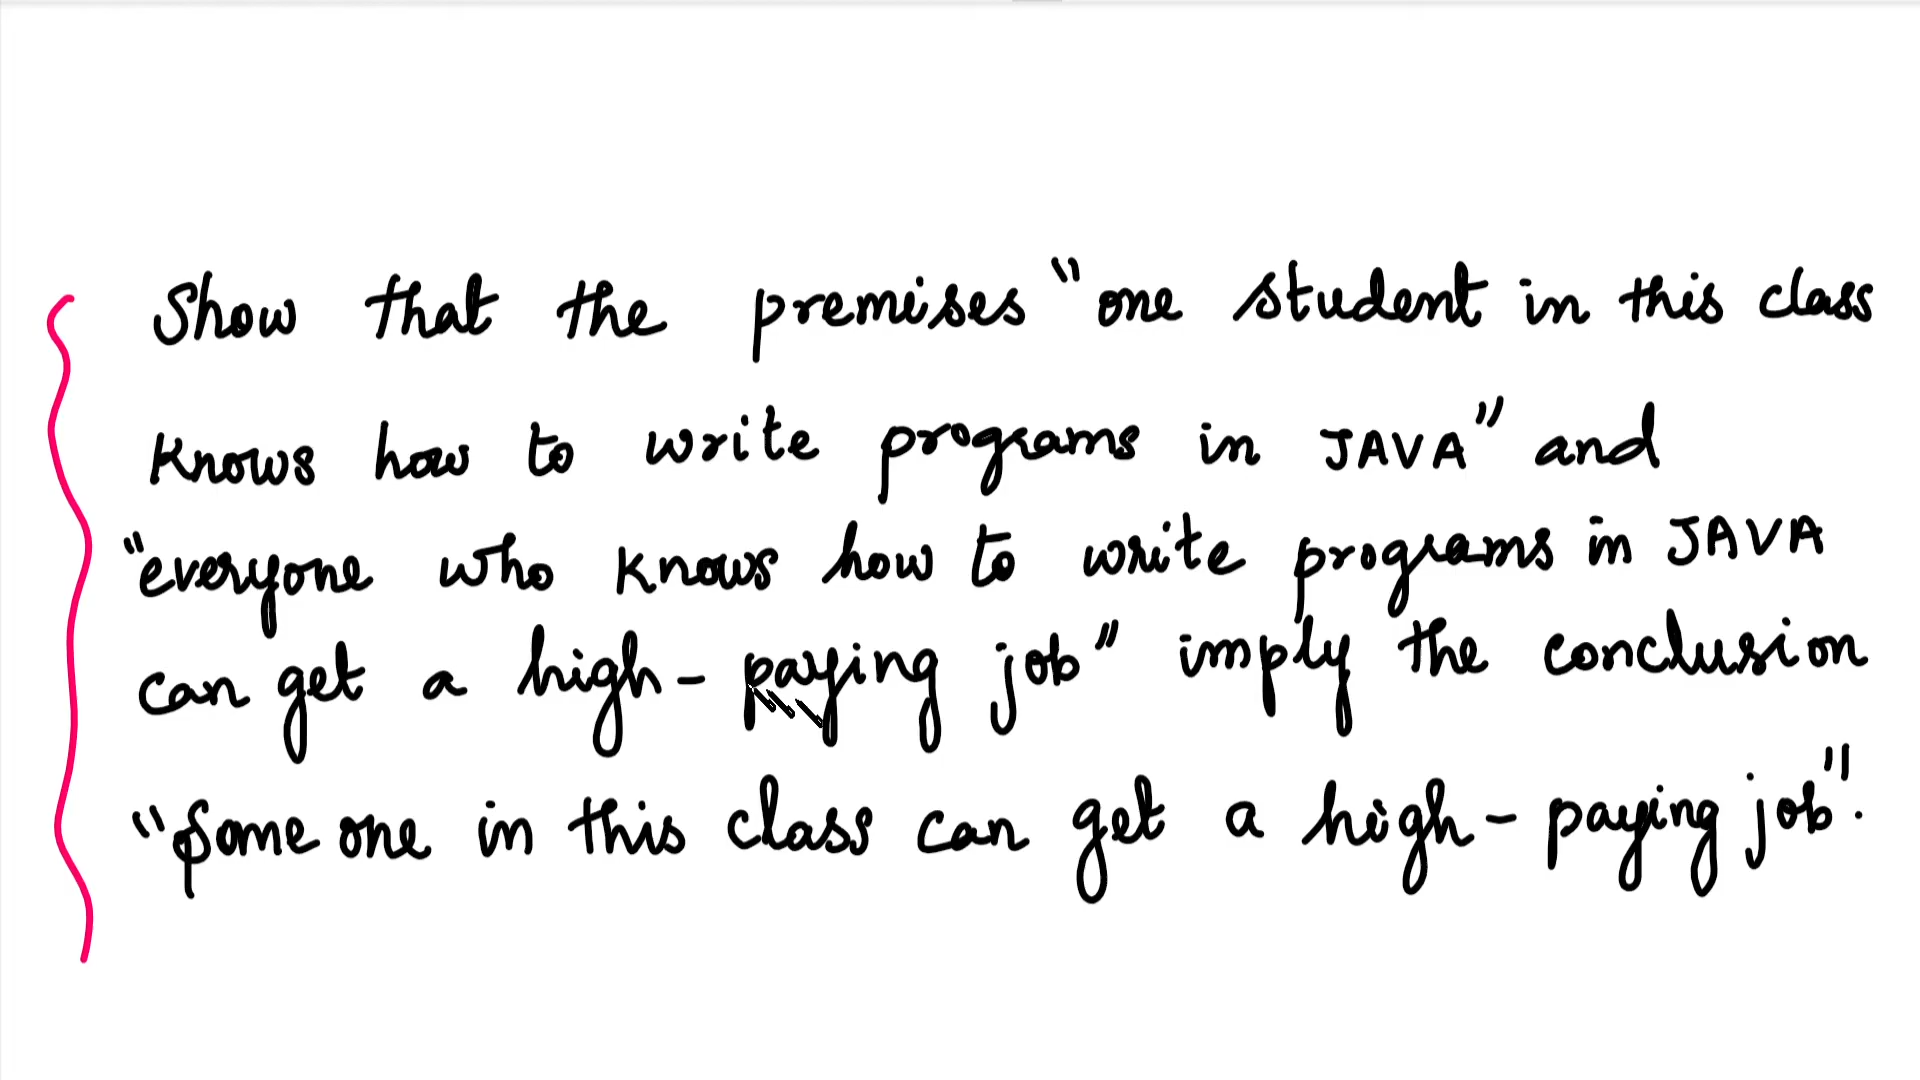 Show that the premises "one student in this class
knows how to write programs in JAVA" and
"everyone who knows how to write programs in JAVA
can get a high-paying job" imply the conclusion
"Some one in this class can get a high-paying job".